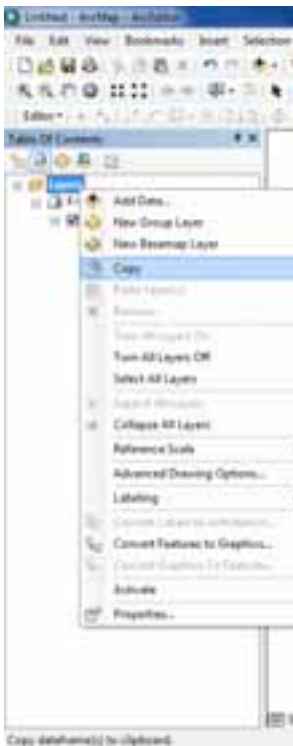 Untitled - ArcMap - ArcEditor
File Edit View Bookmarks Insert Selection
Editor
Table Of Contents
Layers
Add Data...
New Group Layer
New Basemap Layer
Copy
Paste Layer(s)
Remove
Turn All Layers On
Turn All Layers Off
Select All Layers
Expand All Layers
Collapse All Layers
Reference Scale
Advanced Drawing Options...
Labeling
Convert Labels to Annotation...
Convert Features to Graphics...
Convert Graphics To Features...
Activate
Properties...
Copy dataframe(s) to clipboard.